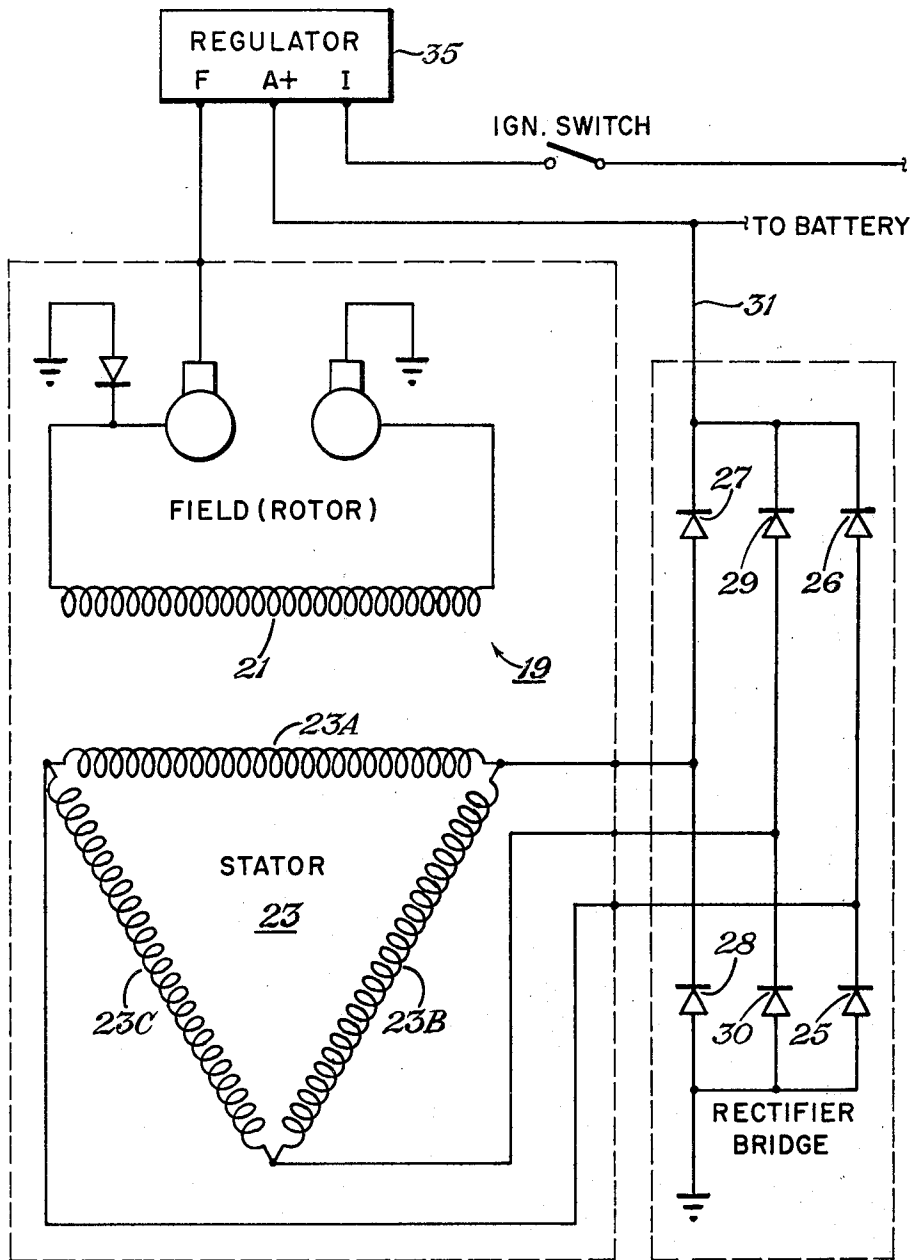 REGULATOR
35
F A+ I
IGN. SWITCH
TO BATTERY
31
27
FIELD (ROTOR)
29
26
21
19
23A
STATOR
23
28
23C
23B
30
25
RECTIFIER
BRIDGE